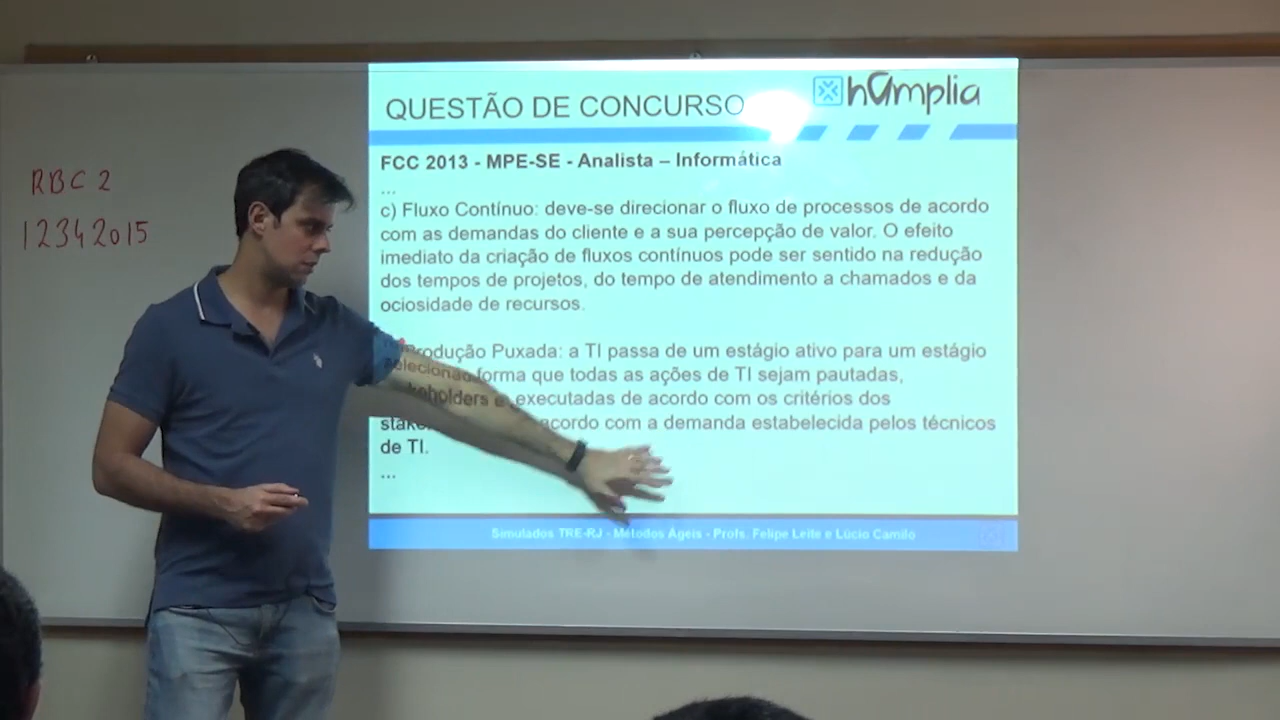 RBC 2
12342015
hamplia
QUESTÃO DE CONCURSO
FCC 2013 - MPE-SE - Analista – Informática
...
c) Fluxo Contínuo: deve-se direcionar o fluxo de processos de acordo
com as demandas do cliente e a sua percepção de valor. O efeito
imediato da criação de fluxos contínuos pode ser sentido na redução
dos tempos de projetos, do tempo de atendimento a chamados e da
ociosidade de recursos.
Produção Puxada: a TI passa de um estágio ativo para um estágio
forma que todas as ações de TI sejam pautadas,
executadas de acordo com os critérios dos
acordo com a demanda estabelecida pelos técnicos
de TI.
...
Simulados TRE-RJ - Métodos Ágeis - Profs. Felipe Leite e Lúcio Camilo